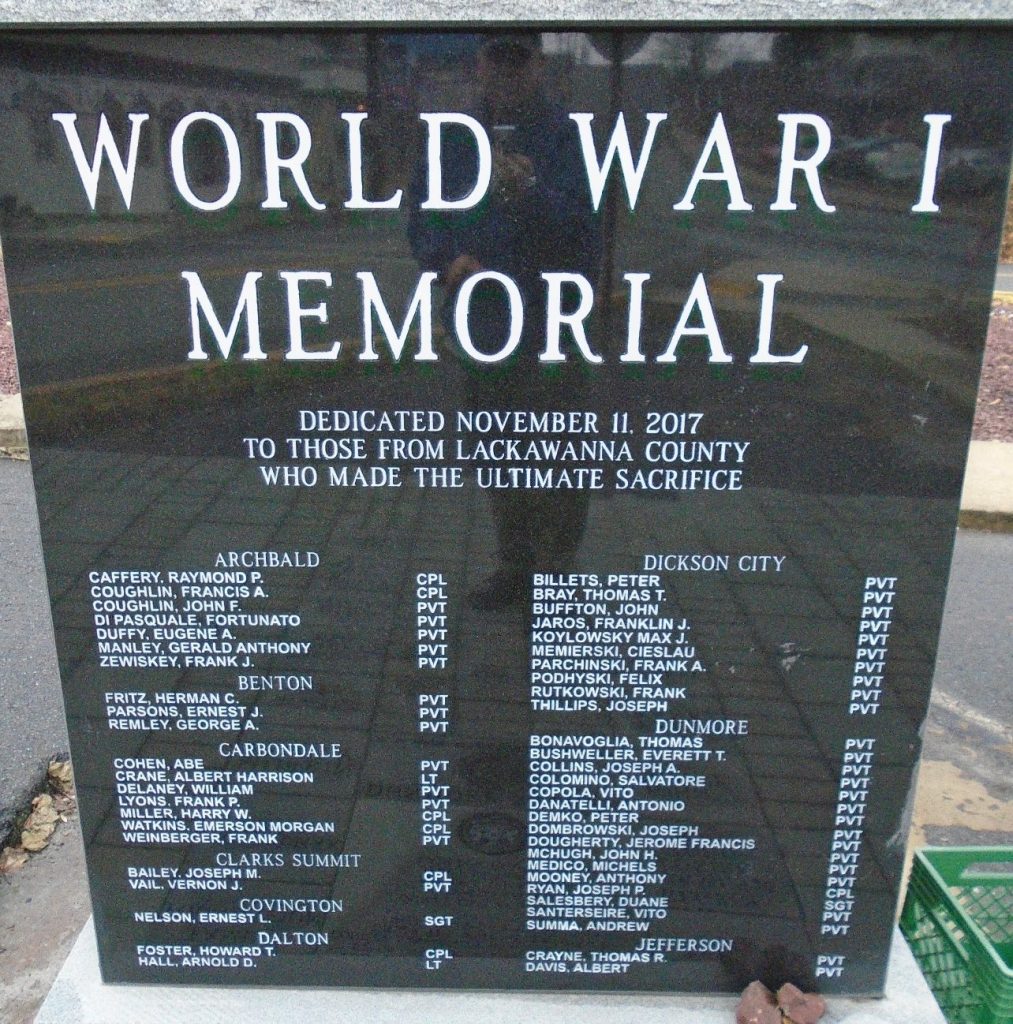 WORLD WAR I
MEMORIAL
DEDICATED NOVEMBER 11, 2017
TO THOSE FROM LACKAWANNA COUNTY
WHO MADE THE ULTIMATE SACRIFICE
ARCHBALD
CAFFERY, RAYMOND P. CPL
COUGHLIN, FRANCIS A. CPL
COUGHLIN, JOHN F. PVT
DI PASQUALE, FORTUNATO PVT
DUFFY, EUGENE A. PVT
MANLEY, GERALD ANTHONY PVT
ZEWISKEY, FRANK J. PVT
BENTON
FRITZ, HERMAN C. PVT
PARSONS, ERNEST J. PVT
REMLEY, GEORGE A. PVT
CARBONDALE
COHEN, ABE PVT
CRANE, ALBERT HARRISON LT
DELANEY, WILLIAM PVT
LYONS, FRANK P. PVT
MILLER, HARRY W. CPL
WATKINS, EMERSON MORGAN CPL
WEINBERGER, FRANK PVT
CLARKS SUMMIT
BAILEY, JOSEPH M. CPL
VAIL, VERNON J. PVT
COVINGTON
NELSON, ERNEST L. SGT
DALTON
FOSTER, HOWARD T. CPL
HALL, ARNOLD D. LT
DICKSON CITY
BILLETS, PETER PVT
BRAY, THOMAS T. PVT
BUFFTON, JOHN PVT
JAROS, FRANKLIN J. PVT
KOYLOWSKY MAX J. PVT
MEMIERSKI, CIESLAU PVT
PARCHINSKI, FRANK A. PVT
PODHYSKI, FELIX PVT
RUTKOWSKI, FRANK PVT
THILLIPS, JOSEPH PVT
DUNMORE
BONAVOGLIA, THOMAS PVT
BUSHWELLER, EVERETT T. PVT
COLLINS, JOSEPH A. PVT
COLOMINO, SALVATORE PVT
COPOLA, VITO PVT
DANATELLI, ANTONIO PVT
DEMKO, PETER PVT
DOMBROWSKI, JOSEPH PVT
DOUGHERTY, JEROME FRANCIS PVT
MCHUGH, JOHN H. PVT
MEDICO, MICHELS PVT
MOONEY, ANTHONY PVT
RYAN, JOSEPH P. CPL
SALESBERY, DUANE SGT
SANTERSEIRE, VITO PVT
SUMMA, ANDREW PVT
JEFFERSON
CRAYNE, THOMAS R. PVT
DAVIS, ALBERT PVT